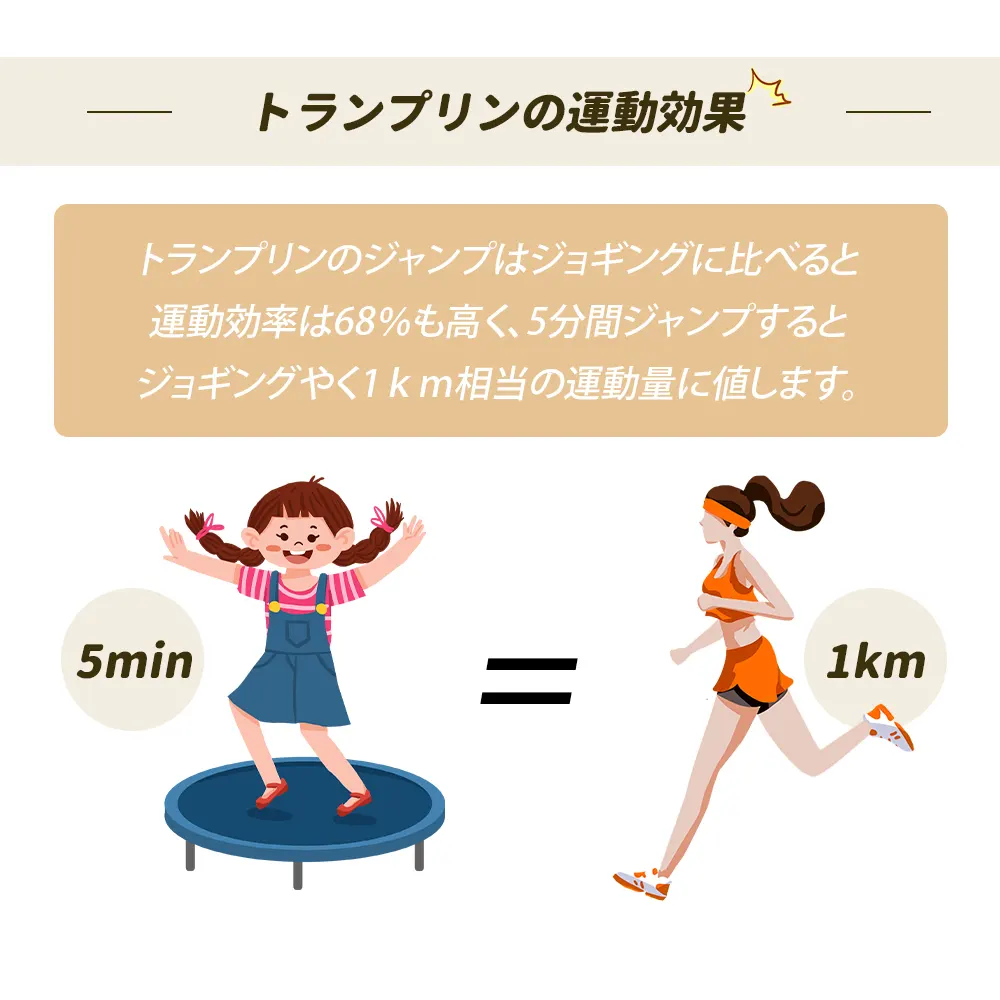 トランプリンの運動効果
トランプリンのジャンプはジョギングに比べると
運動効率は68%も高く、5分間ジャンプすると
ジョギングやく1ｋｍ相当の運動量に値します。
5min
1km